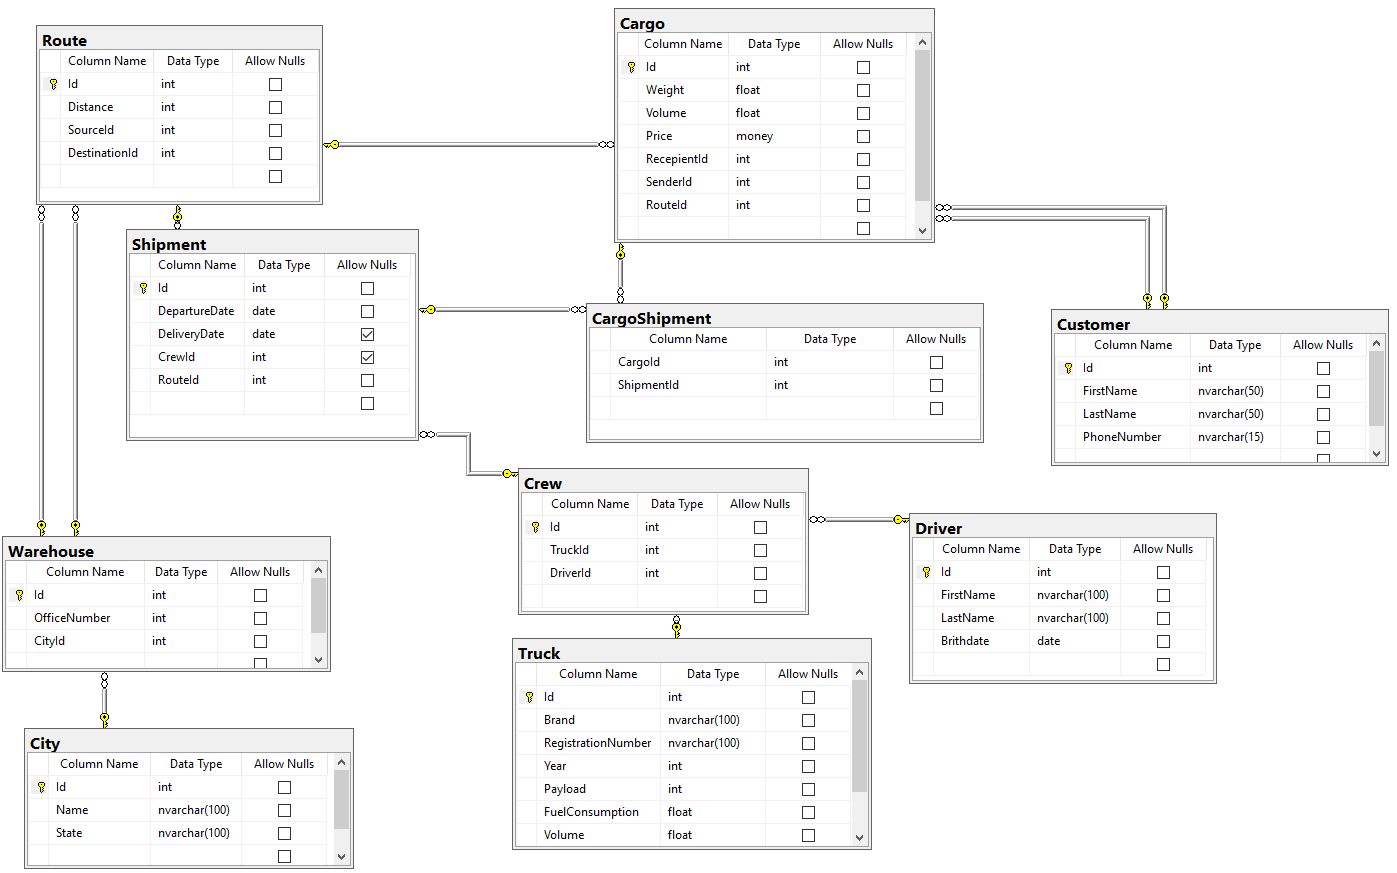 Route
Column Name Data Type Allow Nulls
Id int
Distance int
SourceId int
DestinationId int
Cargo
Column Name Data Type Allow Nulls
Id int
Weight float
Volume float
Price money
RecepientId int
SenderId int
RouteId int
Shipment
Column Name Data Type Allow Nulls
Id int
DepartureDate date
DeliveryDate date
CrewId int
RouteId int
CargoShipment
Column Name Data Type Allow Nulls
CargoId int
ShipmentId int
Customer
Column Name Data Type Allow Nulls
Id int
FirstName nvarchar(50)
LastName nvarchar(50)
PhoneNumber nvarchar(15)
Crew
Column Name Data Type Allow Nulls
Id int
TruckId int
DriverId int
Driver
Column Name Data Type Allow Nulls
Id int
FirstName nvarchar(100)
LastName nvarchar(100)
Brithdate date
Warehouse
Column Name Data Type Allow Nulls
Id int
OfficeNumber int
CityId int
Truck
Column Name Data Type Allow Nulls
Id int
Brand nvarchar(100)
RegistrationNumber nvarchar(100)
Year int
Payload int
FuelConsumption float
Volume float
City
Column Name Data Type Allow Nulls
Id int
Name nvarchar(100)
State nvarchar(100)